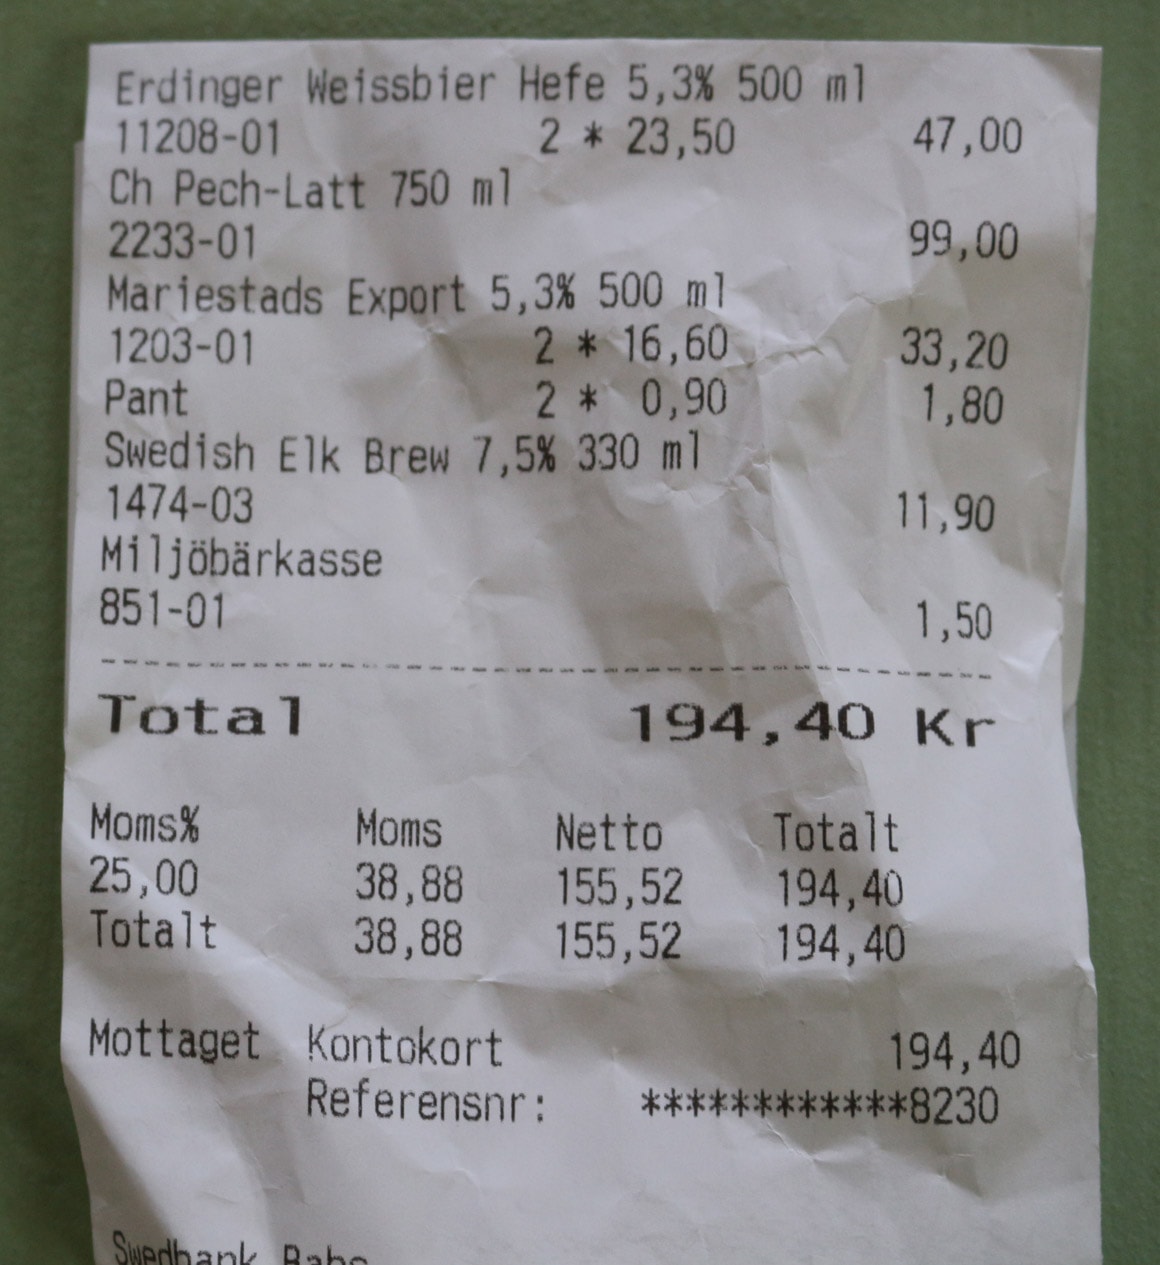 Erdinger Weissbier Hefe 5,3% 500 ml
11208-01 2 * 23,50 47,00
Ch Pech-Latt 750 ml
2233-01 99,00
Mariestads Export 5,3% 500 ml
1203-01 2 * 16,60 33,20
Pant 2 * 0,90 1,80
Swedish Elk Brew 7,5% 330 ml
1474-03 11,90
Miljöbärkasse
851-01 1,50
Total 194,40 Kr
Moms% Moms Netto Totalt
25,00 38,88 155,52 194,40
Totalt 38,88 155,52 194,40
Mottaget Kontokort 194,40
Referensnr: ************8230
Swedbank Babs